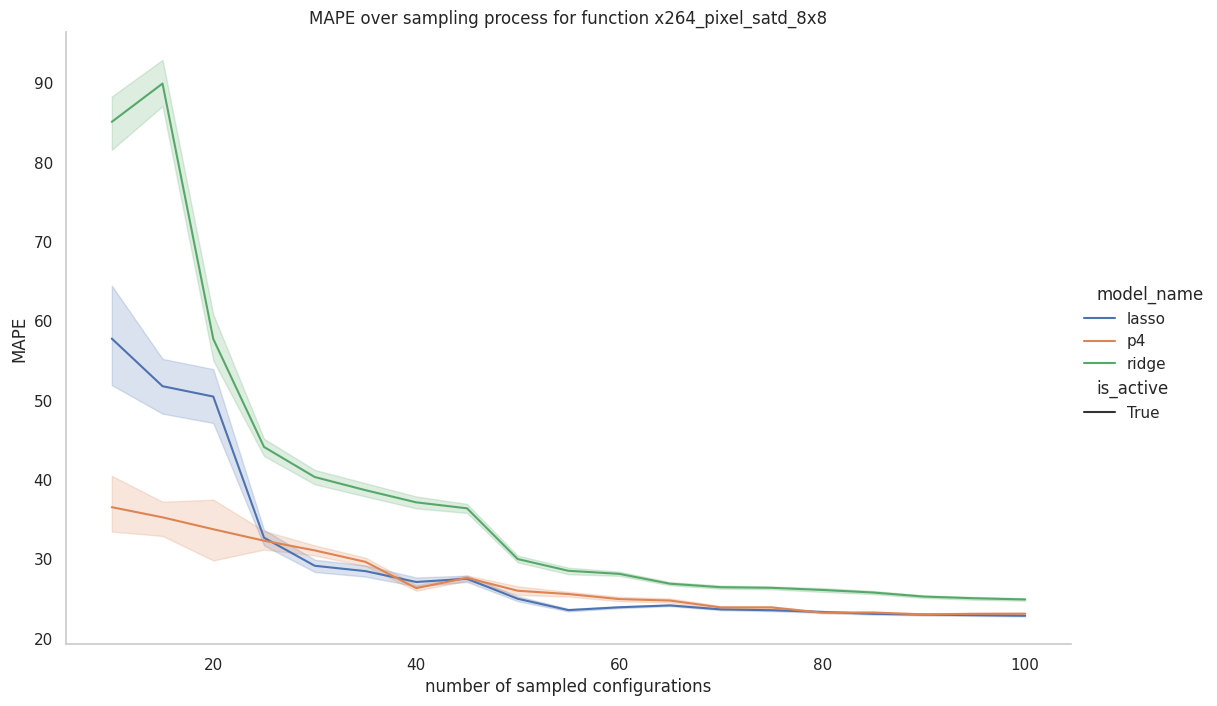 MAPE over sampling process for function x264_pixel_satd_8x8
MAPE
90
80
70
60
50
40
30
20
20
40
60
80
100
number of sampled configurations
model_name
lasso
p4
ridge
is_active
True